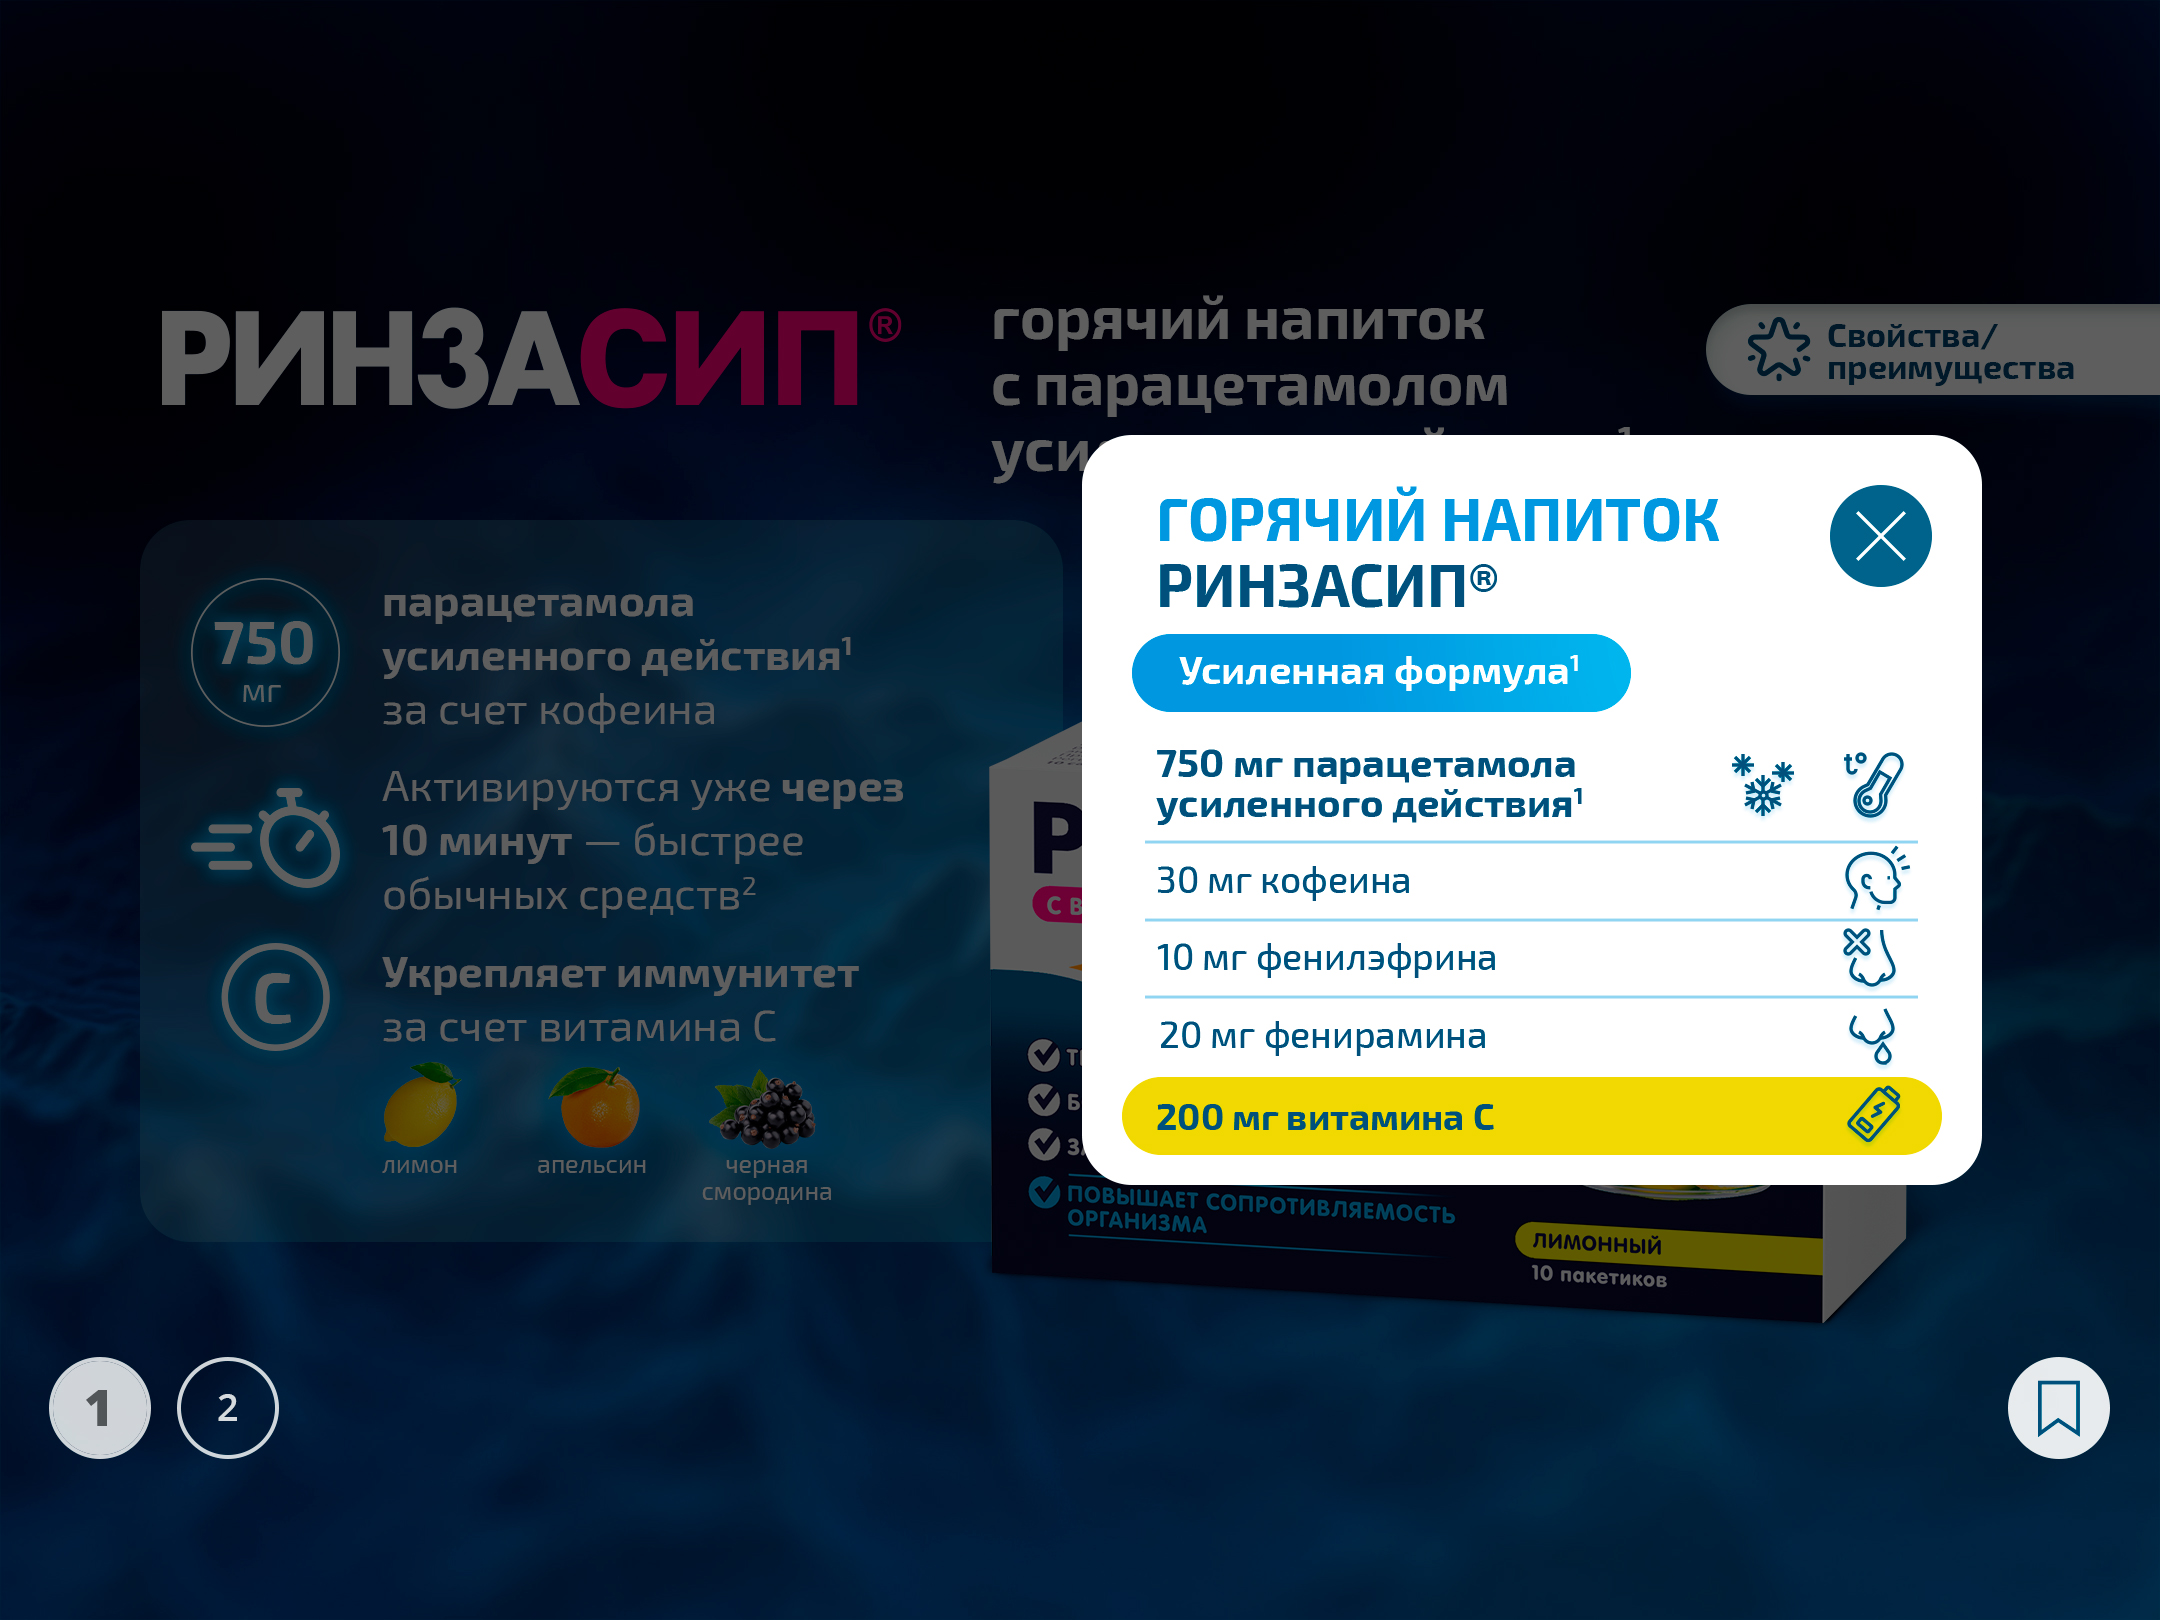 РИНЗАСИП®
горячий напиток
с парацетамолом
Свойства/
преимущества
750
мг
парацетамола
усиленного действия¹
за счет кофеина
Активируются уже через
10 минут — быстрее
обычных средств²
C
Укрепляет иммунитет
за счет витамина С
лимон
апельсин
черная
смородина
ГОРЯЧИЙ НАПИТОК
РИНЗАСИП®
Усиленная формула¹
750 мг парацетамола
усиленного действия¹
t°
30 мг кофеина
10 мг фенилэфрина
20 мг фенирамина
200 мг витамина С
ПОВЫШАЕТ СОПРОТИВЛЯЕМОСТЬ
ОРГАНИЗМА
ЛИМОННЫЙ
10 пакетиков
1
2